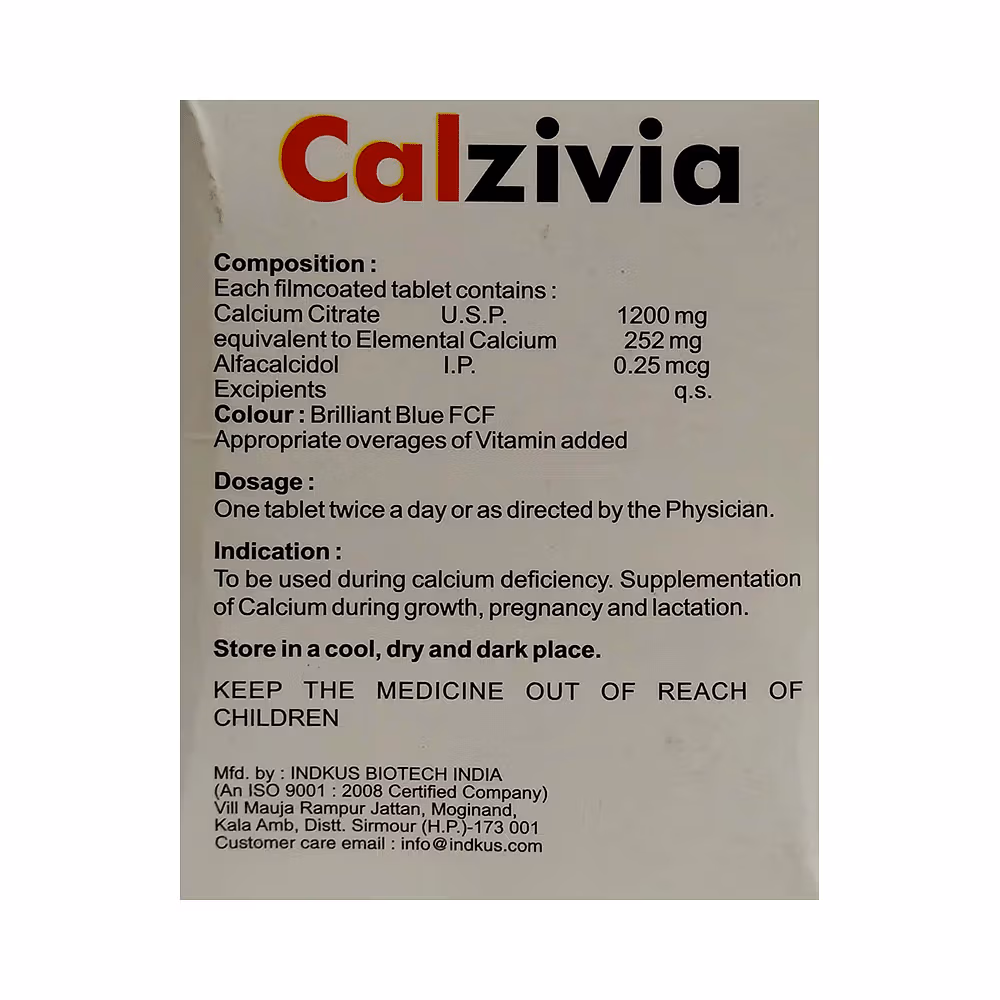 Calzivia
Composition :
Each filmcoated tablet contains :
Calcium Citrate U.S.P. 1200 mg
equivalent to Elemental Calcium 252 mg
Alfacalcidol I.P. 0.25 mcg
Excipients q.s.
Colour : Brilliant Blue FCF
Appropriate overages of Vitamin added
Dosage :
One tablet twice a day or as directed by the Physician.
Indication :
To be used during calcium deficiency. Supplementation
of Calcium during growth, pregnancy and lactation.
Store in a cool, dry and dark place.
KEEP THE MEDICINE OUT OF REACH OF
CHILDREN
Mfd. by : INDKUS BIOTECH INDIA
(An ISO 9001 : 2008 Certified Company)
Vill Mauja Rampur Jattan, Moginand,
Kala Amb, Distt. Sirmour (H.P.)-173 001
Customer care email : info@indkus.com